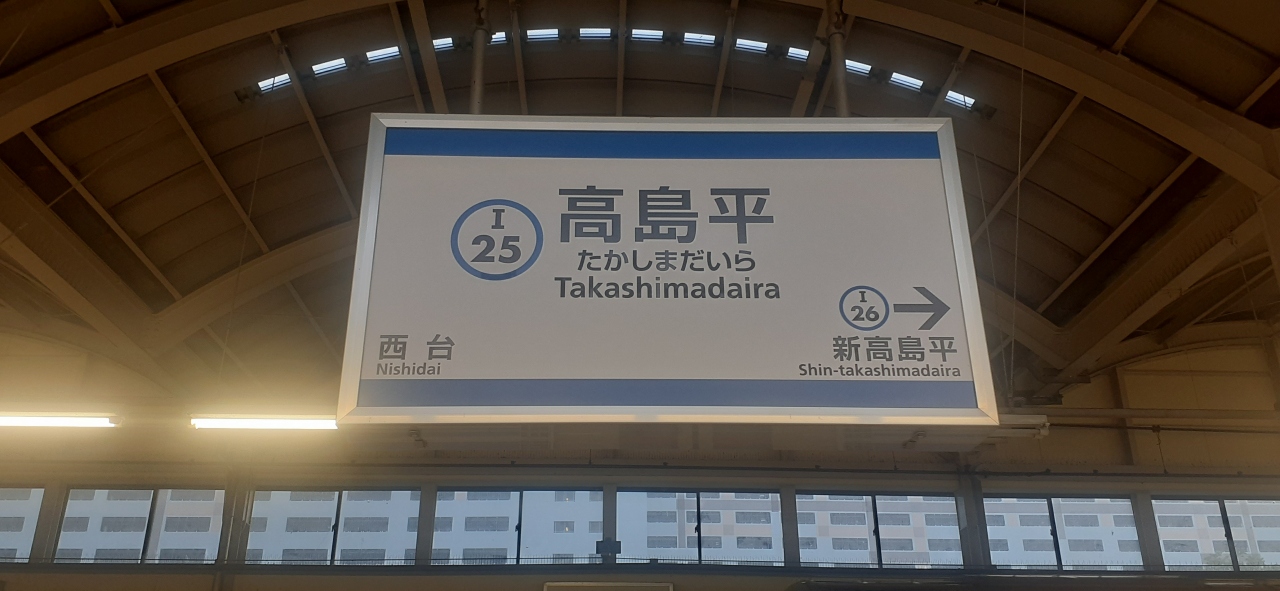 I
25
高島平
たかしまだいら
Takashimadaira
I
26
西台
Nishidai
新高島平
Shin-takashimadaira